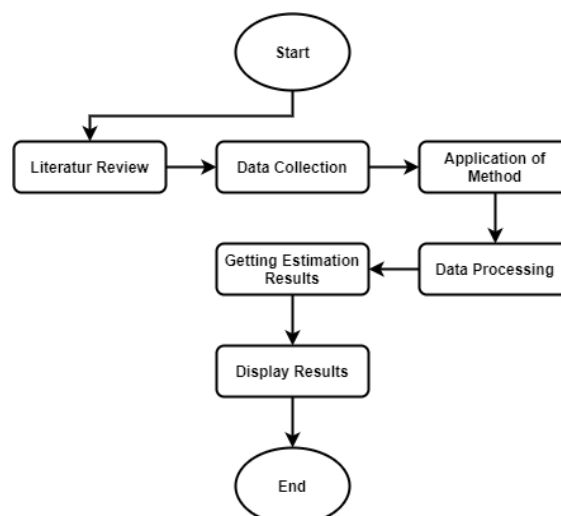 Start
Literatur Review
Data Collection
Application of
Method
Data Processing
Getting Estimation
Results
Display Results
End